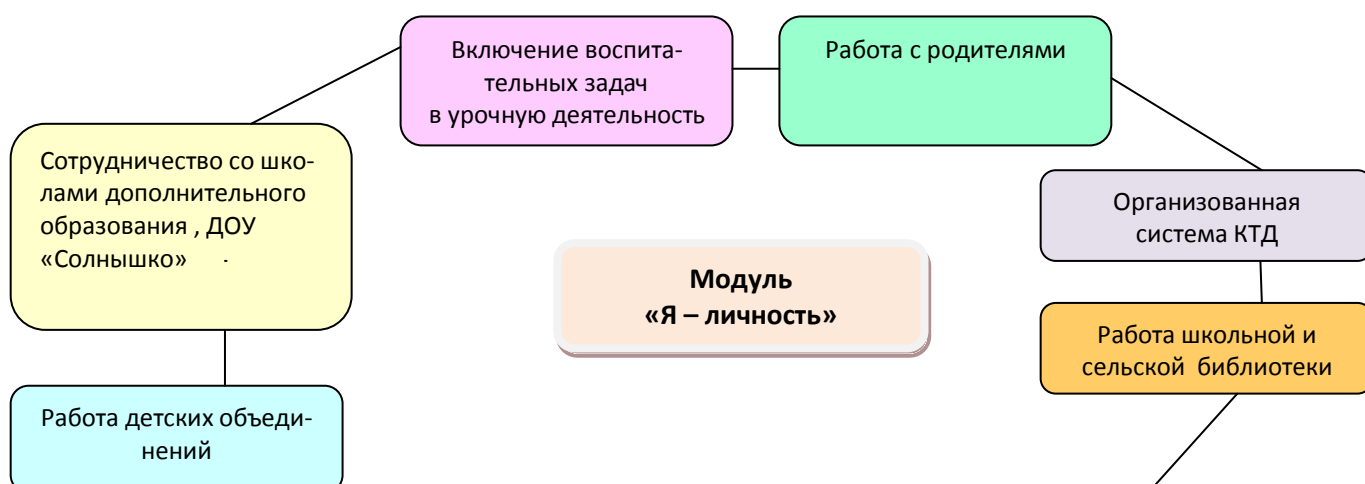 Включение воспита-
тельных задач
в урочную деятельность
Работа с родителями
Сотрудничество со шко-
лами дополнительного
образования , ДОУ
«Солнышко» .
Организованная
система КТД
Модуль
«Я – личность»
Работа школьной и
сельской библиотеки
Работа детских объеди-
нений